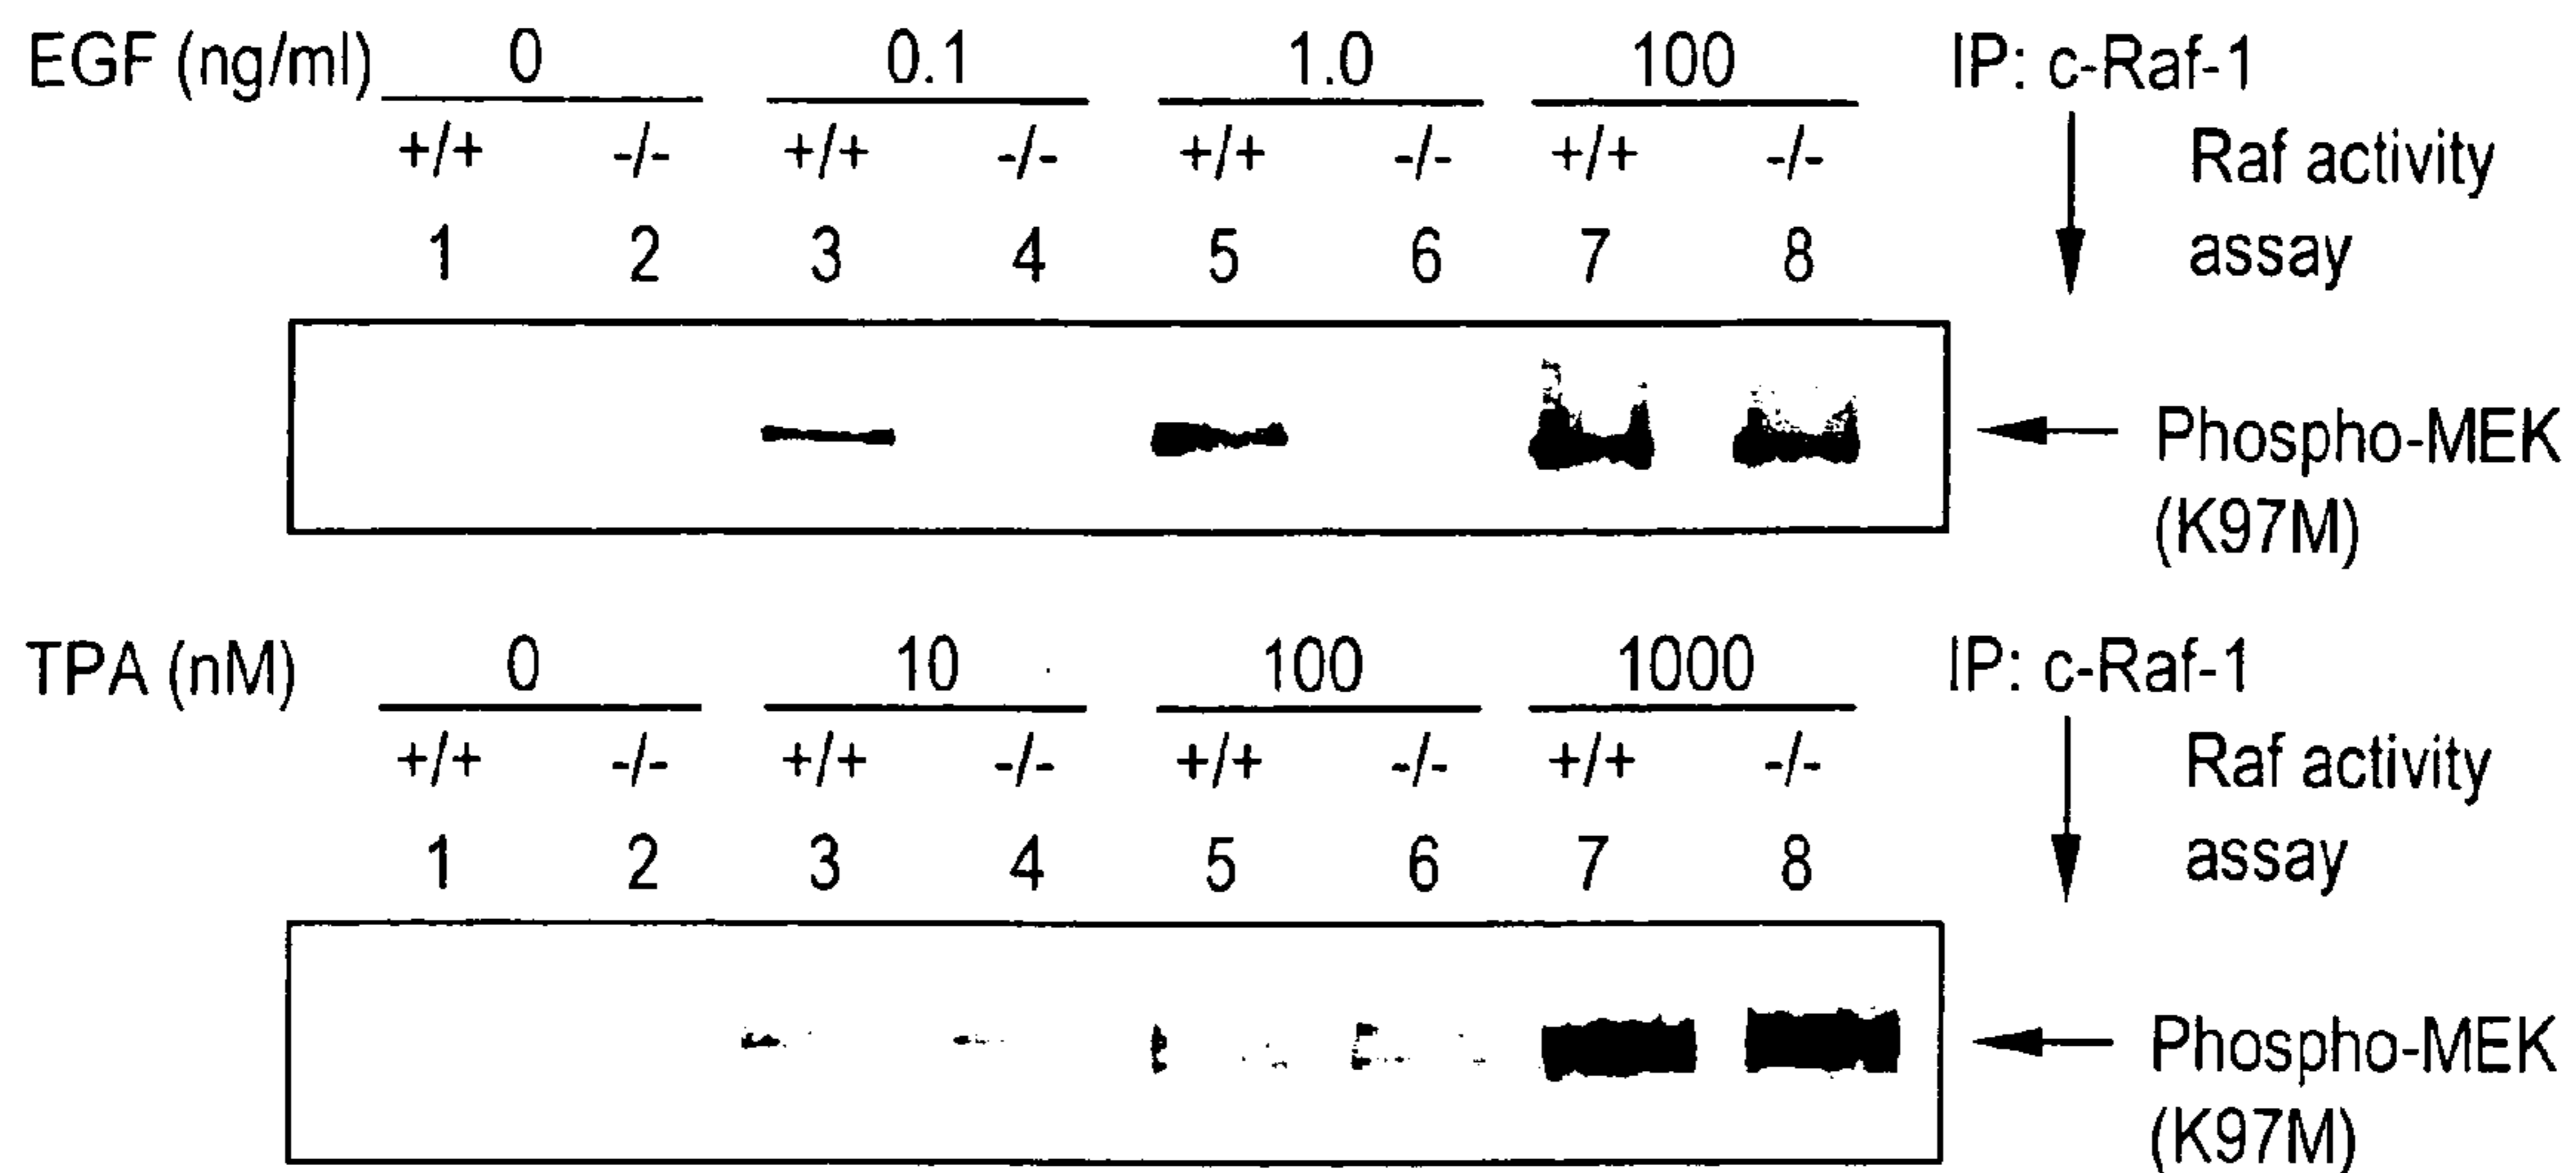 EGF (ng/ml) 0 0.1 1.0 100 IP: c-Raf-1
+/+ -/- +/+ -/- +/+ -/- +/+ -/- Raf activity
1 2 3 4 5 6 7 8 assay
Phospho-MEK
(K97M)
TPA (nM) 0 10 100 1000 IP: c-Raf-1
+/+ -/- +/+ -/- +/+ -/- +/+ -/- Raf activity
1 2 3 4 5 6 7 8 assay
Phospho-MEK
(K97M)